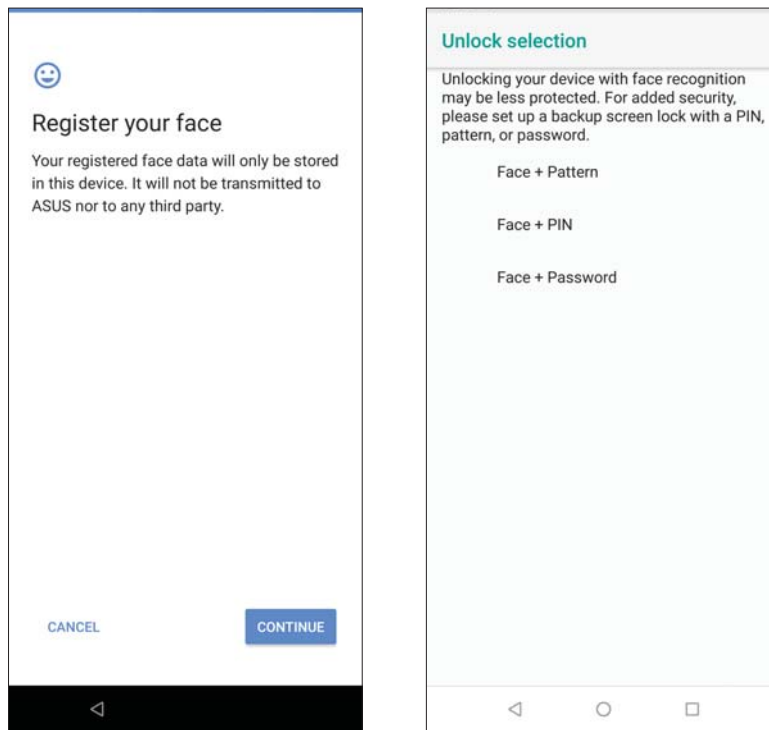 Register your face
Your registered face data will only be stored
in this device. It will not be transmitted to
ASUS nor to any third party.
CANCEL
CONTINUE
Unlock selection
Unlocking your device with face recognition
may be less protected. For added security,
please set up a backup screen lock with a PIN,
pattern, or password.
Face + Pattern
Face + PIN
Face + Password